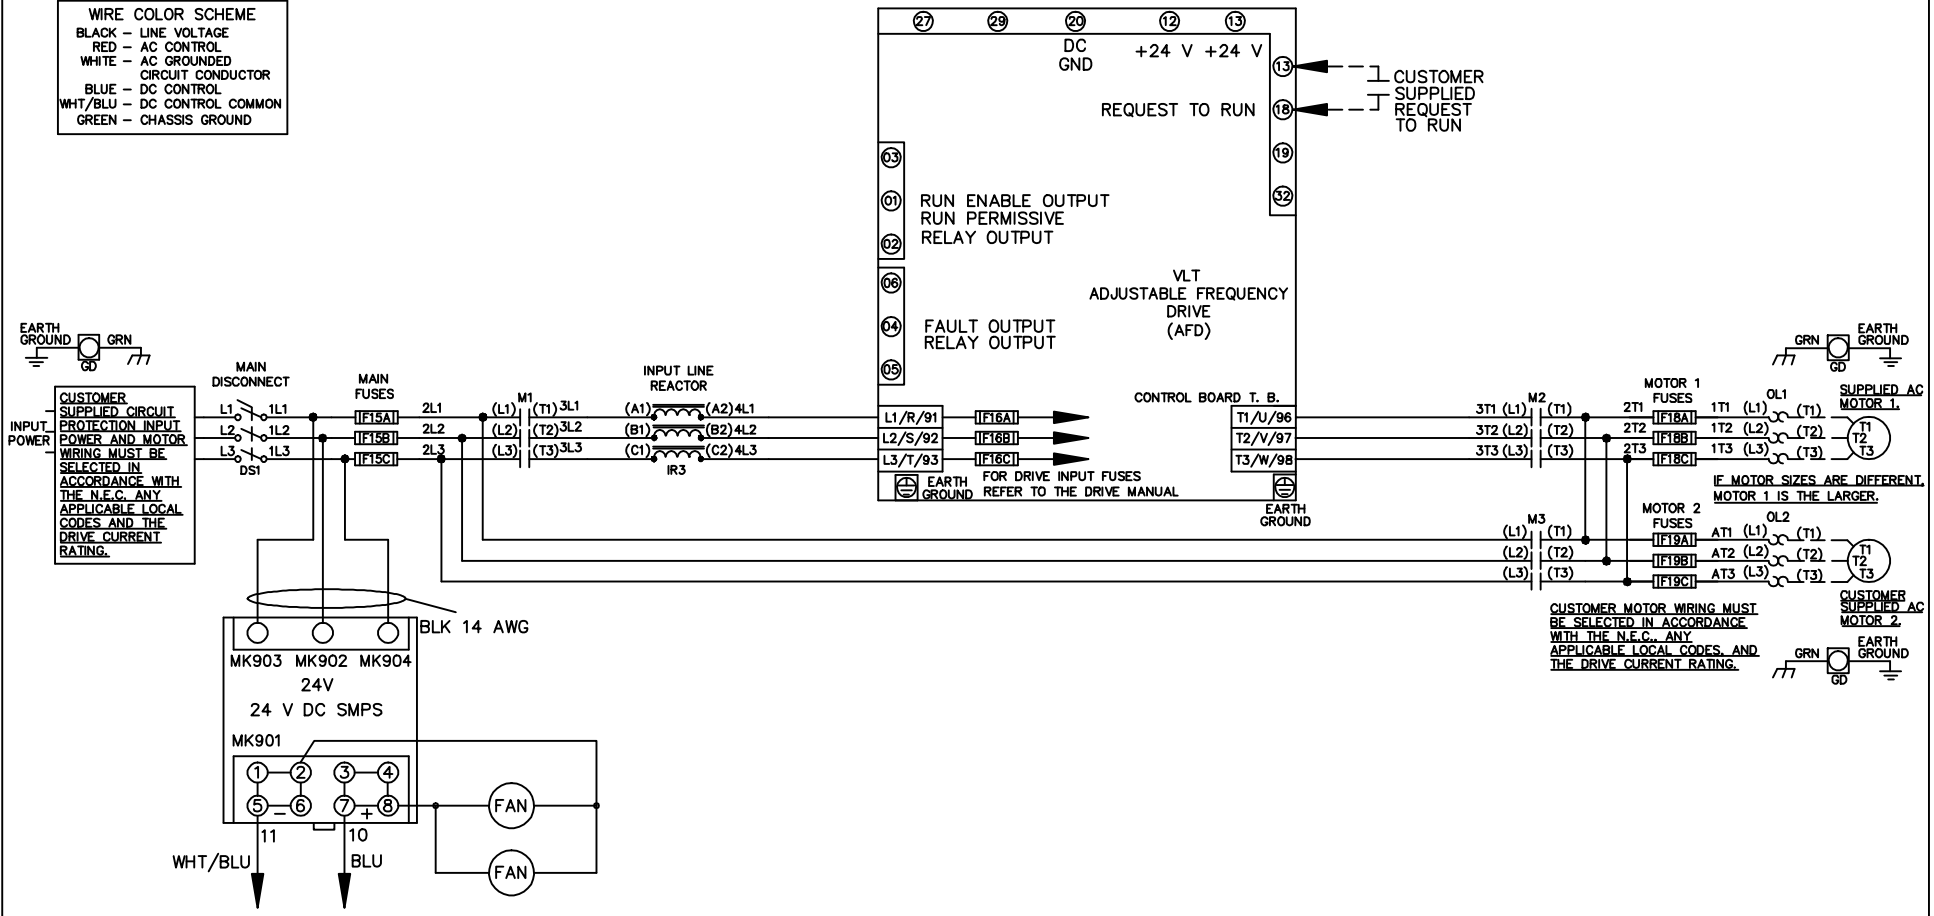 WIRE COLOR SCHEME
BLACK – LINE VOLTAGE
RED – AC CONTROL
WHITE – AC GROUNDED
CIRCUIT CONDUCTOR
BLUE – DC CONTROL
WHT/BLU – DC CONTROL COMMON
GREEN – CHASSIS GROUND
27 29 20 12 13
DC
GND
+24 V +24 V
13
REQUEST TO RUN 18
19
32
CUSTOMER
SUPPLIED
REQUEST
TO RUN
03
01
02
RUN ENABLE OUTPUT
RUN PERMISSIVE
RELAY OUTPUT
06
04
05
FAULT OUTPUT
RELAY OUTPUT
VLT
ADJUSTABLE FREQUENCY
DRIVE
(AFD)
CONTROL BOARD T. B.
L1/R/91 F16A T1/U/96
L2/S/92 F16B T2/V/97
L3/T/93 F16C T3/W/98
EARTH
GROUND
FOR DRIVE INPUT FUSES
REFER TO THE DRIVE MANUAL
EARTH
GROUND
EARTH
GROUND
GRN
GD
INPUT
POWER
CUSTOMER
SUPPLIED CIRCUIT
PROTECTION INPUT
POWER AND MOTOR
WIRING MUST BE
SELECTED IN
ACCORDANCE WITH
THE N.E.C. ANY
APPLICABLE LOCAL
CODES AND THE
DRIVE CURRENT
RATING.
MAIN
DISCONNECT
L1 1L1
L2 1L2
L3 1L3
DS1
MAIN
FUSES
F15A
F15B
F15C
2L1
2L2
2L3
M1
(L1) (T1) 3L1
(L2) (T2) 3L2
(L3) (T3) 3L3
INPUT LINE
REACTOR
(A1) (A2) 4L1
(B1) (B2) 4L2
(C1) (C2) 4L3
IR3
M2
3T1 (L1) (T1)
3T2 (L2) (T2)
3T3 (L3) (T3)
MOTOR 1
FUSES
2T1 F18A 1T1 (L1) (T1)
2T2 F18B 1T2 (L2) (T2)
2T3 F18C 1T3 (L3) (T3)
OL1
T1
T2
T3
GRN
GD
EARTH
GROUND
SUPPLIED AC
MOTOR 1.
IF MOTOR SIZES ARE DIFFERENT,
MOTOR 1 IS THE LARGER.
M3
(L1) (T1)
(L2) (T2)
(L3) (T3)
MOTOR 2
FUSES
OL2
F19A AT1 (L1) (T1)
F19B AT2 (L2) (T2)
F19C AT3 (L3) (T3)
T1
T2
T3
CUSTOMER
SUPPLIED AC
MOTOR 2.
CUSTOMER MOTOR WIRING MUST
BE SELECTED IN ACCORDANCE
WITH THE N.E.C., ANY
APPLICABLE LOCAL CODES, AND
THE DRIVE CURRENT RATING.
GRN
GD
EARTH
GROUND
BLK 14 AWG
MK903 MK902 MK904
24V
24 V DC SMPS
MK901
1 2 3 4
5 – 6 7 + 8
11 10
WHT/BLU BLU
FAN
FAN